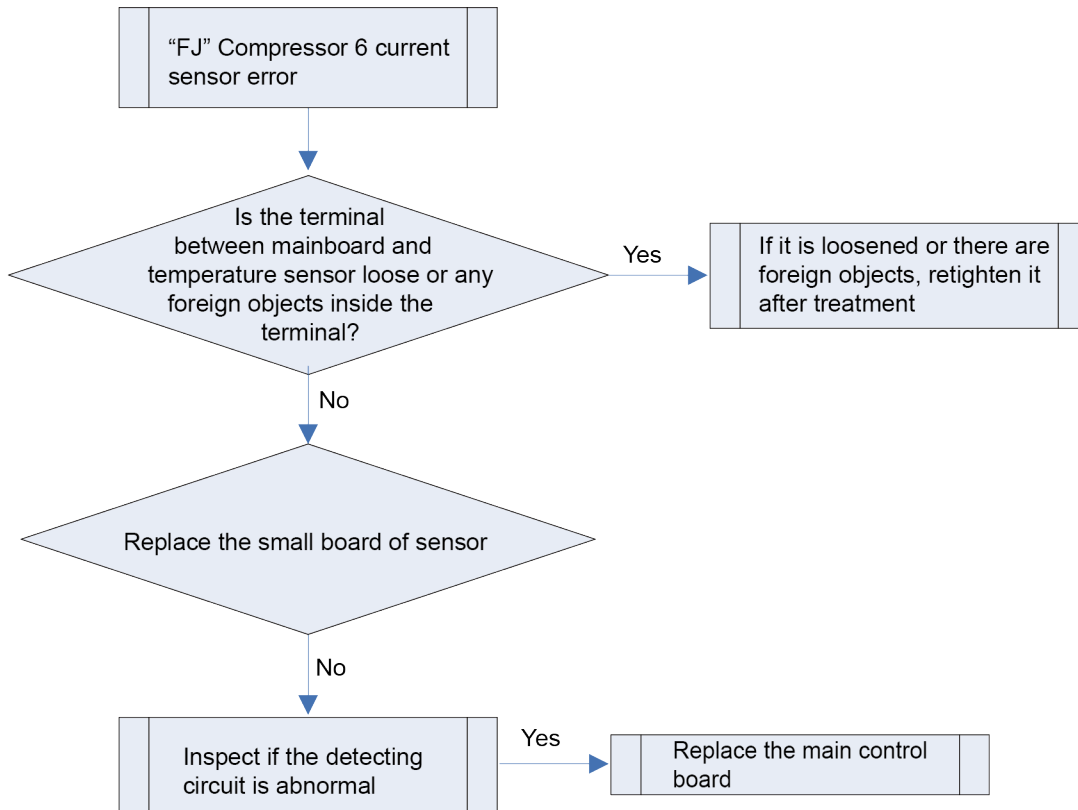 “FJ” Compressor 6 current
sensor error
Is the terminal
between mainboard and
temperature sensor loose or any
foreign objects inside the
terminal?
Yes
If it is loosened or there are
foreign objects, retighten it
after treatment
No
Replace the small board of sensor
No
Inspect if the detecting
circuit is abnormal
Yes
Replace the main control
board